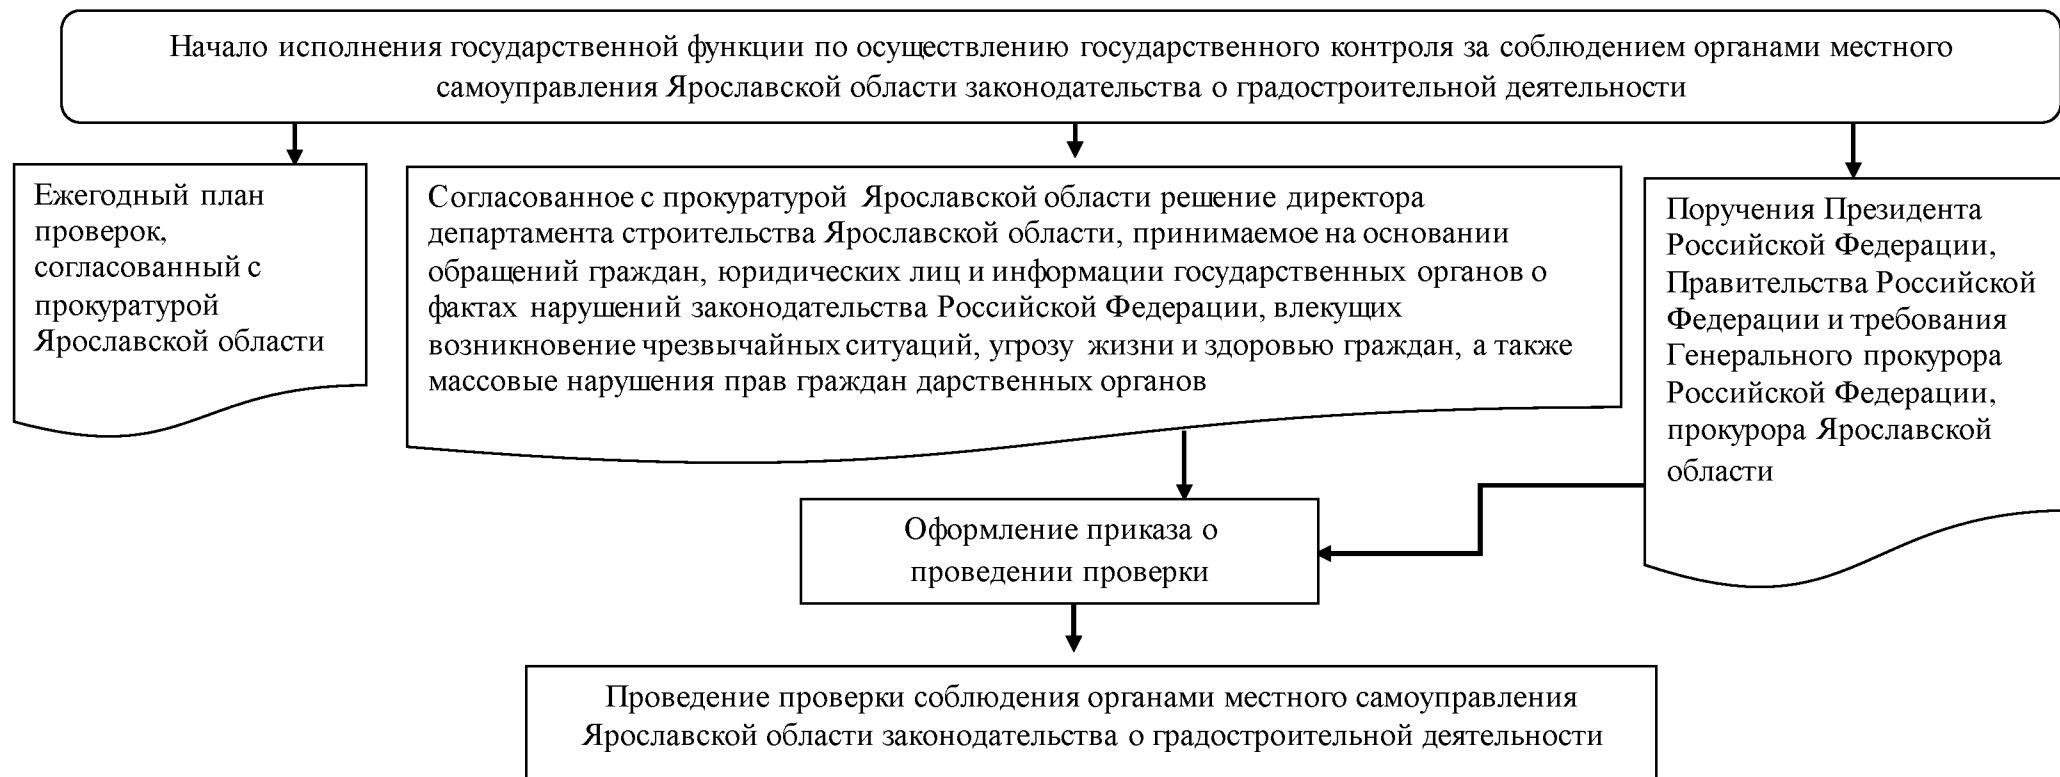 Начало исполнения государственной функции по осуществлению государственного контроля за соблюдением органами местного
самоуправления Ярославской области законодательства о градостроительной деятельности
Ежегодный план
проверок,
согласованный с
прокуратурой
Ярославской области
Согласованное с прокуратурой Ярославской области решение директора
департамента строительства Ярославской области, принимаемое на основании
обращений граждан, юридических лиц и информации государственных органов о
фактах нарушений законодательства Российской Федерации, влекущих
возникновение чрезвычайных ситуаций, угрозу жизни и здоровью граждан, а также
массовые нарушения прав граждан дарственных органов
Поручения Президента
Российской Федерации,
Правительства Российской
Федерации и требования
Генерального прокурора
Российской Федерации,
прокурора Ярославской
области
Оформление приказа о
проведении проверки
Проведение проверки соблюдения органами местного самоуправления
Ярославской области законодательства о градостроительной деятельности